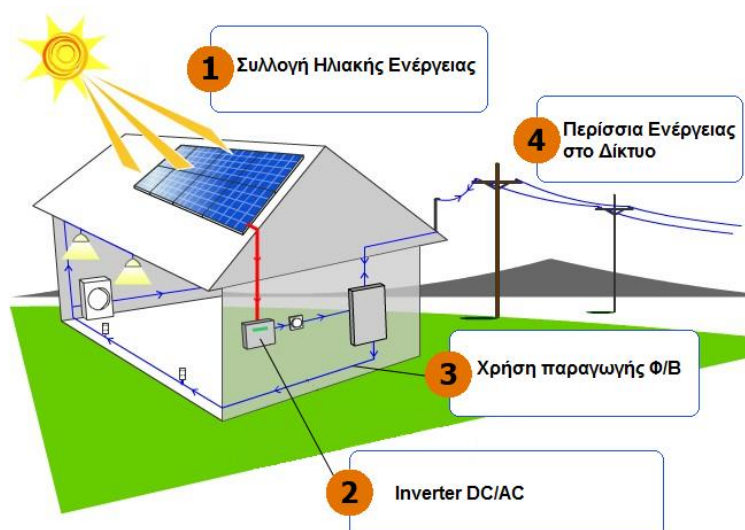 1
Συλλογή Ηλιακής Ενέργειας
4
Περίσσια Ενέργειας
στο Δίκτυο
3
Χρήση παραγωγής Φ/Β
2
Inverter DC/AC